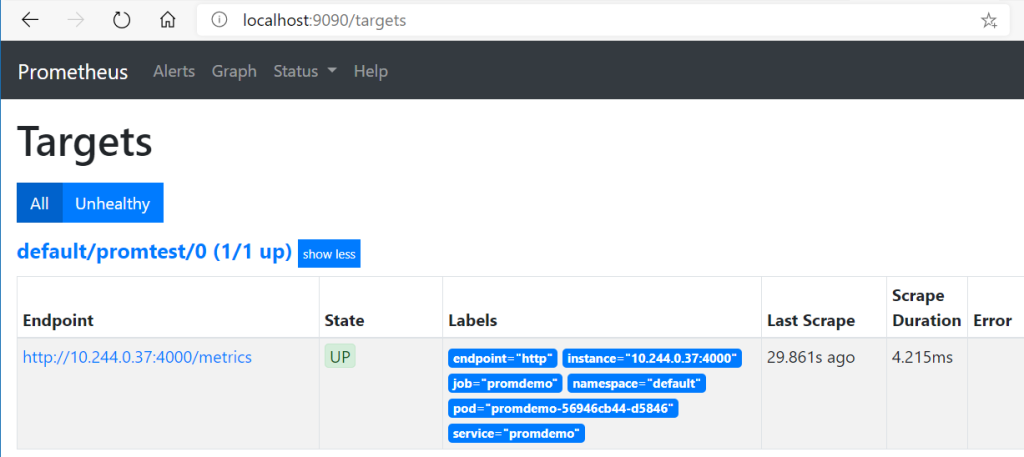 localhost:9090/targets
Prometheus Alerts Graph Status Help
Targets
All Unhealthy
default/promtest/0 (1/1 up) show less
Endpoint State Labels Last Scrape Scrape Duration Error
http://10.244.0.37:4000/metrics UP endpoint="http" instance="10.244.0.37:4000" 29.861s ago 4.215ms
job="promdemo" namespace="default"
pod="promdemo-56946cb44-d5846"
service="promdemo"